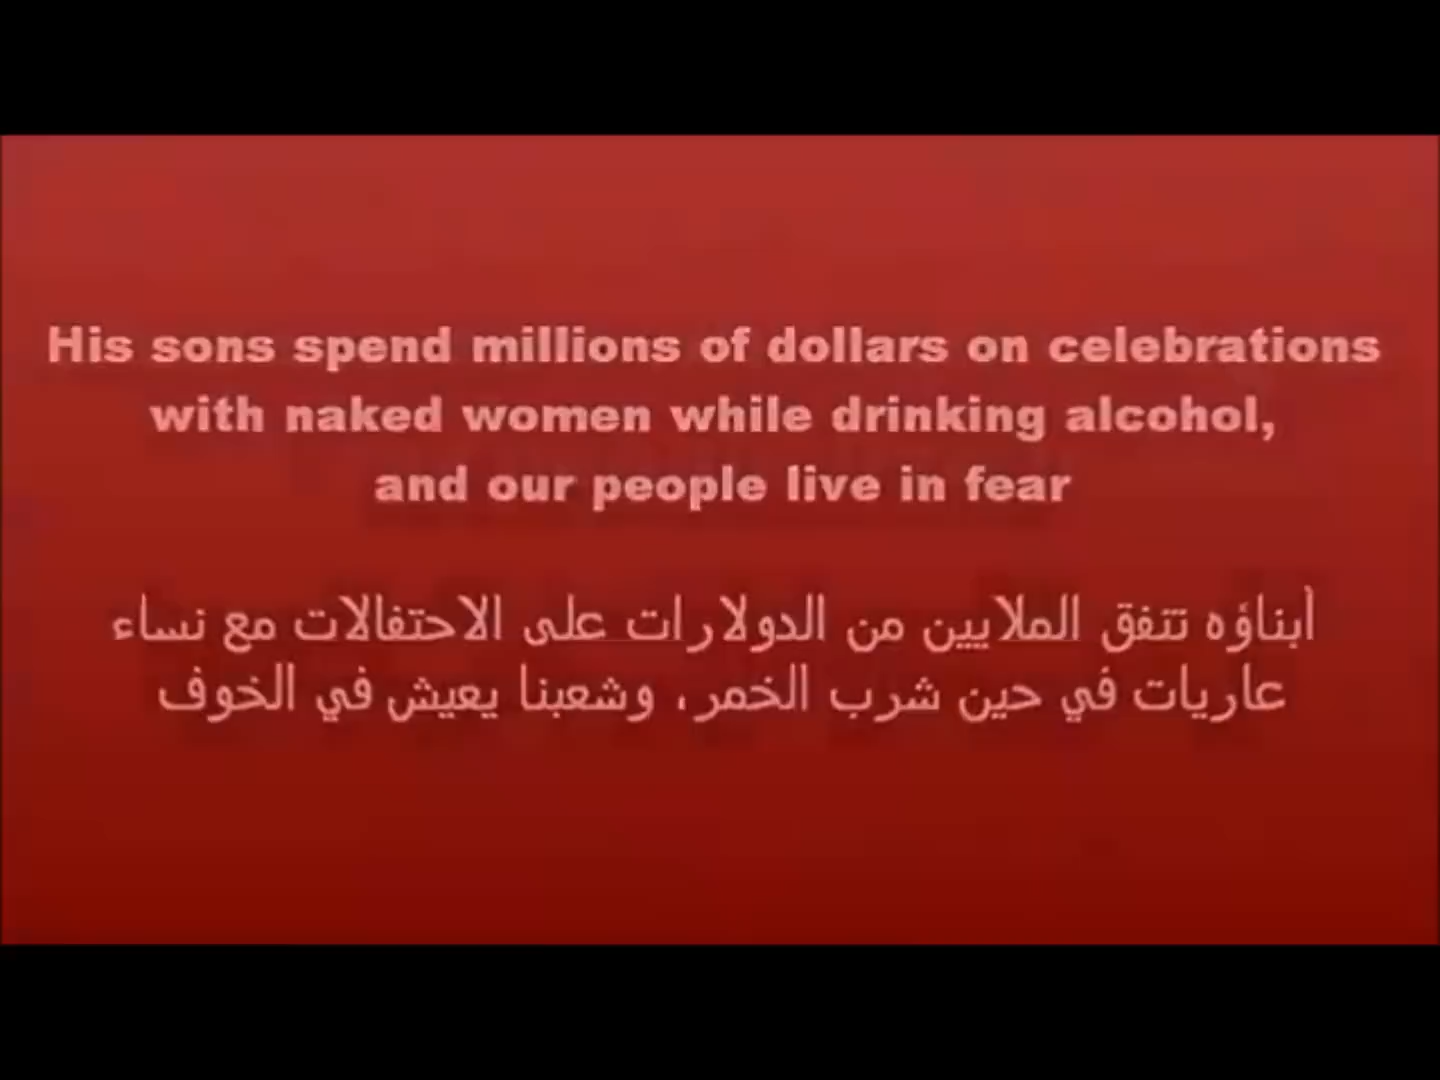 His sons spend millions of dollars on celebrations
with naked women while drinking alcohol,
and our people live in fear
أبناؤه تنفق الملايين من الدولارات على الاحتفالات مع نساء
عاريات في حين شرب الخمر، وشعبنا يعيش في الخوف